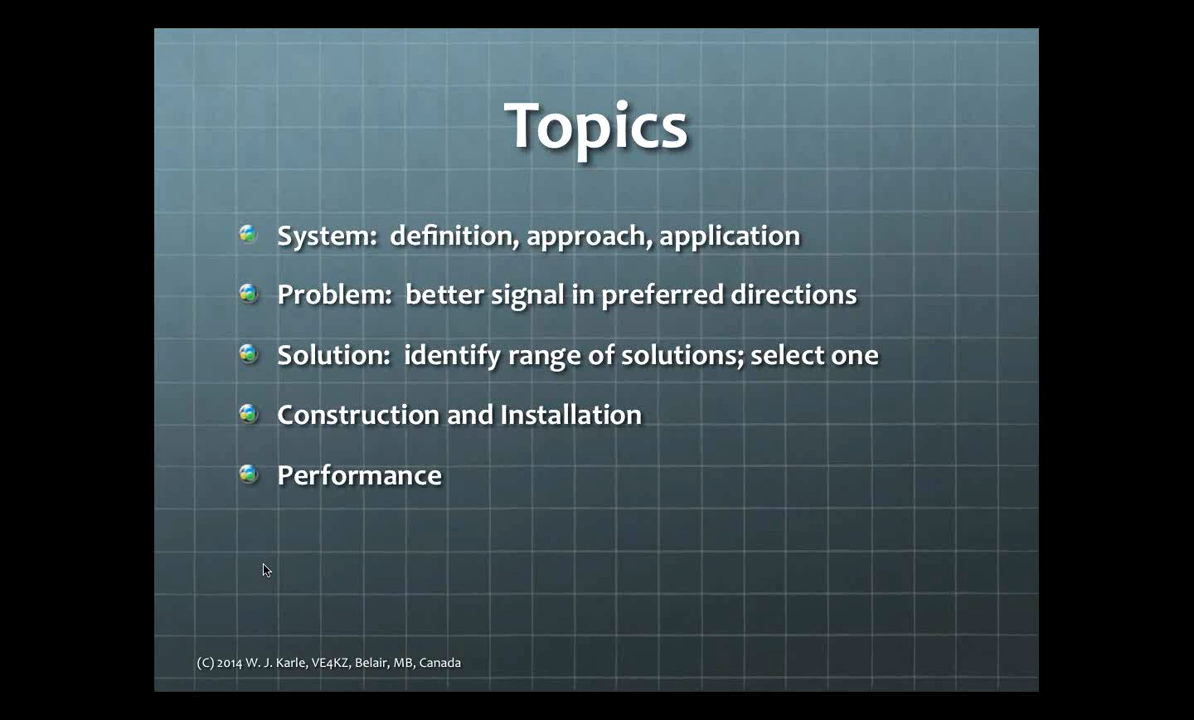 Topics
System: definition, approach, application
Problem: better signal in preferred directions
Solution: identify range of solutions; select one
Construction and Installation
Performance
(C) 2014 W. J. Karle, VE4KZ, Belair, MB, Canada